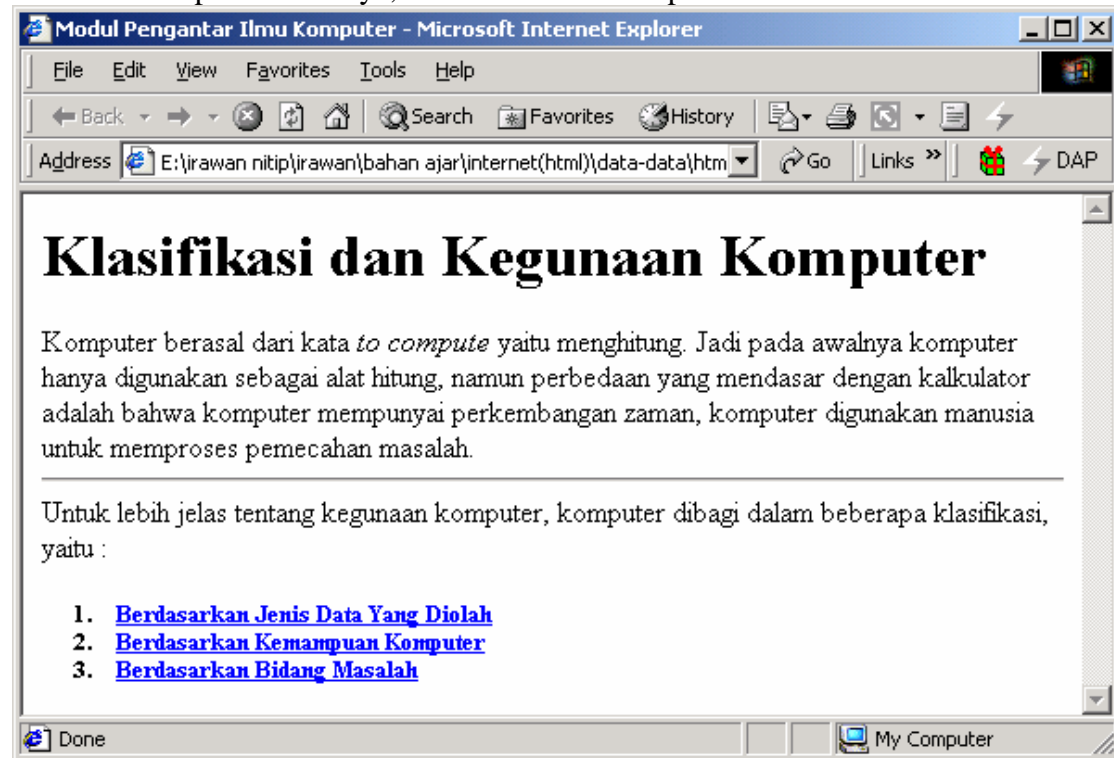 Modul Pengantar Ilmu Komputer - Microsoft Internet Explorer
File Edit View Favorites Tools Help
Back Search Favorites History
Address E:\irawan nitip\irawan\bahan ajar\internet(html)\data-data\htm Go Links » DAP
Klasifikasi dan Kegunaan Komputer
Komputer berasal dari kata to compute yaitu menghitung. Jadi pada awalnya komputer
hanya digunakan sebagai alat hitung, namun perbedaan yang mendasar dengan kalkulator
adalah bahwa komputer mempunyai perkembangan zaman, komputer digunakan manusia
untuk memproses pemecahan masalah.
Untuk lebih jelas tentang kegunaan komputer, komputer dibagi dalam beberapa klasifikasi,
yaitu :
1. Berdasarkan Jenis Data Yang Diolah
2. Berdasarkan Kemampuan Komputer
3. Berdasarkan Bidang Masalah
Done My Computer